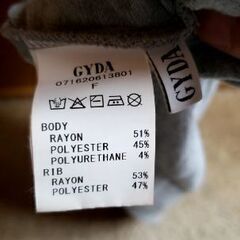 GYDA
071620613801
F
BODY
RAYON 51%
POLYESTER 45%
POLYURETHANE 4%
RIB
RAYON 53%
POLYESTER 47%
GYDA